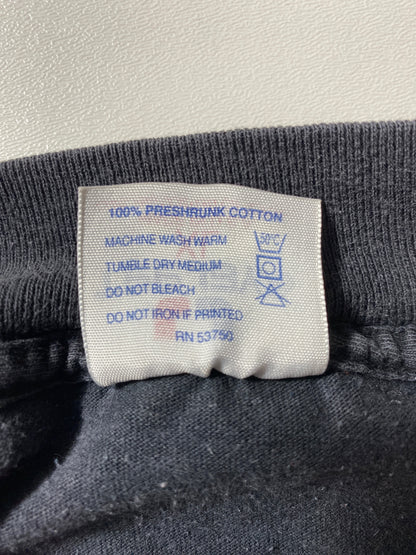 100% PRESHRUNK COTTON
MACHINE WASH WARM
50°C
TUMBLE DRY MEDIUM
DO NOT BLEACH
DO NOT IRON IF PRINTED
RN 53750